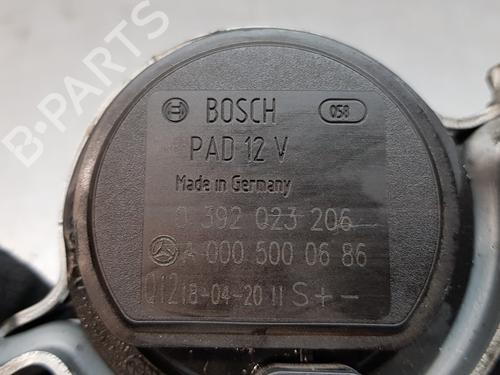 B-PARTS
BOSCH 058
PAD 12 V
Made in Germany
0 392 023 206
A 000 500 06 86
Q12 18-04-20 II S + -